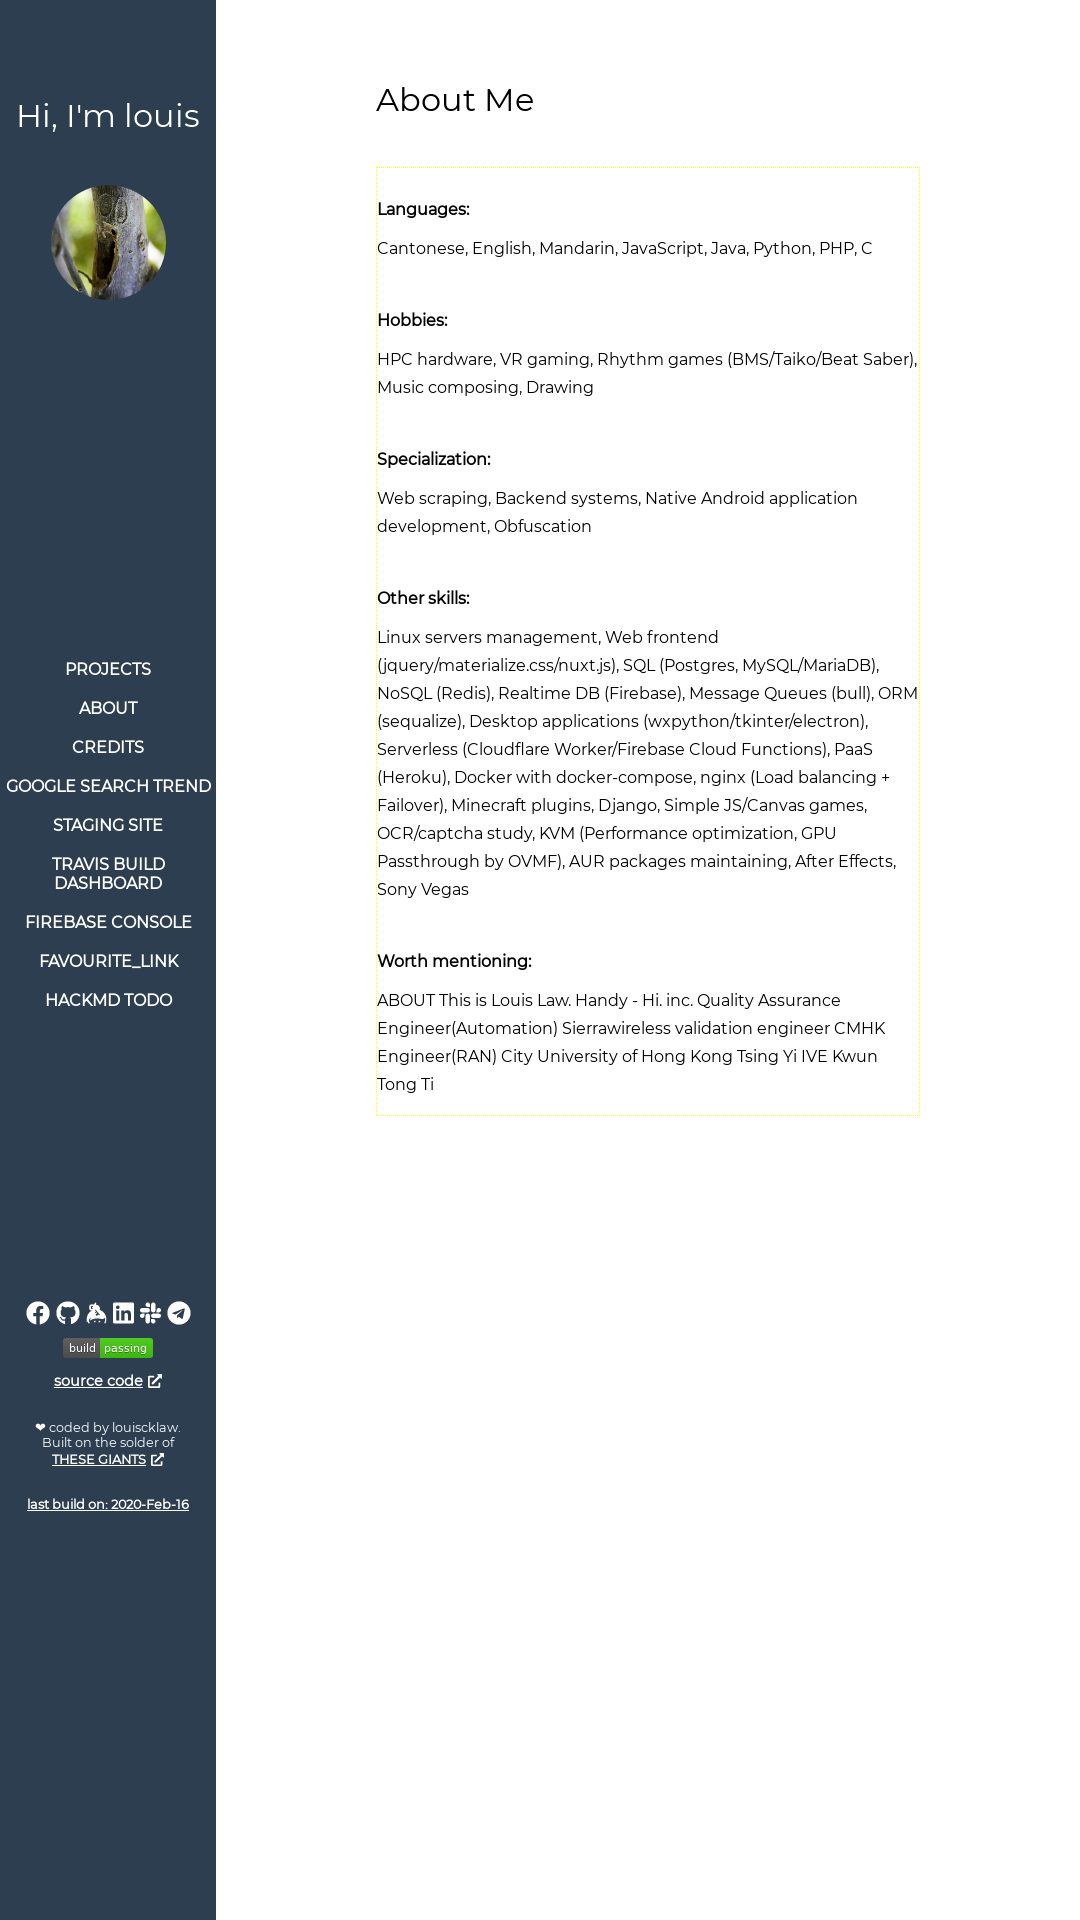 Hi, I'm louis
PROJECTS
ABOUT
CREDITS
GOOGLE SEARCH TREND
STAGING SITE
TRAVIS BUILD
DASHBOARD
FIREBASE CONSOLE
FAVOURITE_LINK
HACKMD TODO
build passing
source code
❤ coded by louiscklaw.
Built on the solder of
THESE GIANTS
last build on: 2020-Feb-16
About Me
Languages:
Cantonese, English, Mandarin, JavaScript, Java, Python, PHP, C
Hobbies:
HPC hardware, VR gaming, Rhythm games (BMS/Taiko/Beat Saber),
Music composing, Drawing
Specialization:
Web scraping, Backend systems, Native Android application
development, Obfuscation
Other skills:
Linux servers management, Web frontend
(jquery/materialize.css/nuxt.js), SQL (Postgres, MySQL/MariaDB),
NoSQL (Redis), Realtime DB (Firebase), Message Queues (bull), ORM
(sequalize), Desktop applications (wxpython/tkinter/electron),
Serverless (Cloudflare Worker/Firebase Cloud Functions), PaaS
(Heroku), Docker with docker-compose, nginx (Load balancing +
Failover), Minecraft plugins, Django, Simple JS/Canvas games,
OCR/captcha study, KVM (Performance optimization, GPU
Passthrough by OVMF), AUR packages maintaining, After Effects,
Sony Vegas
Worth mentioning:
ABOUT This is Louis Law. Handy - Hi. inc. Quality Assurance
Engineer(Automation) Sierrawireless validation engineer CMHK
Engineer(RAN) City University of Hong Kong Tsing Yi IVE Kwun
Tong Ti